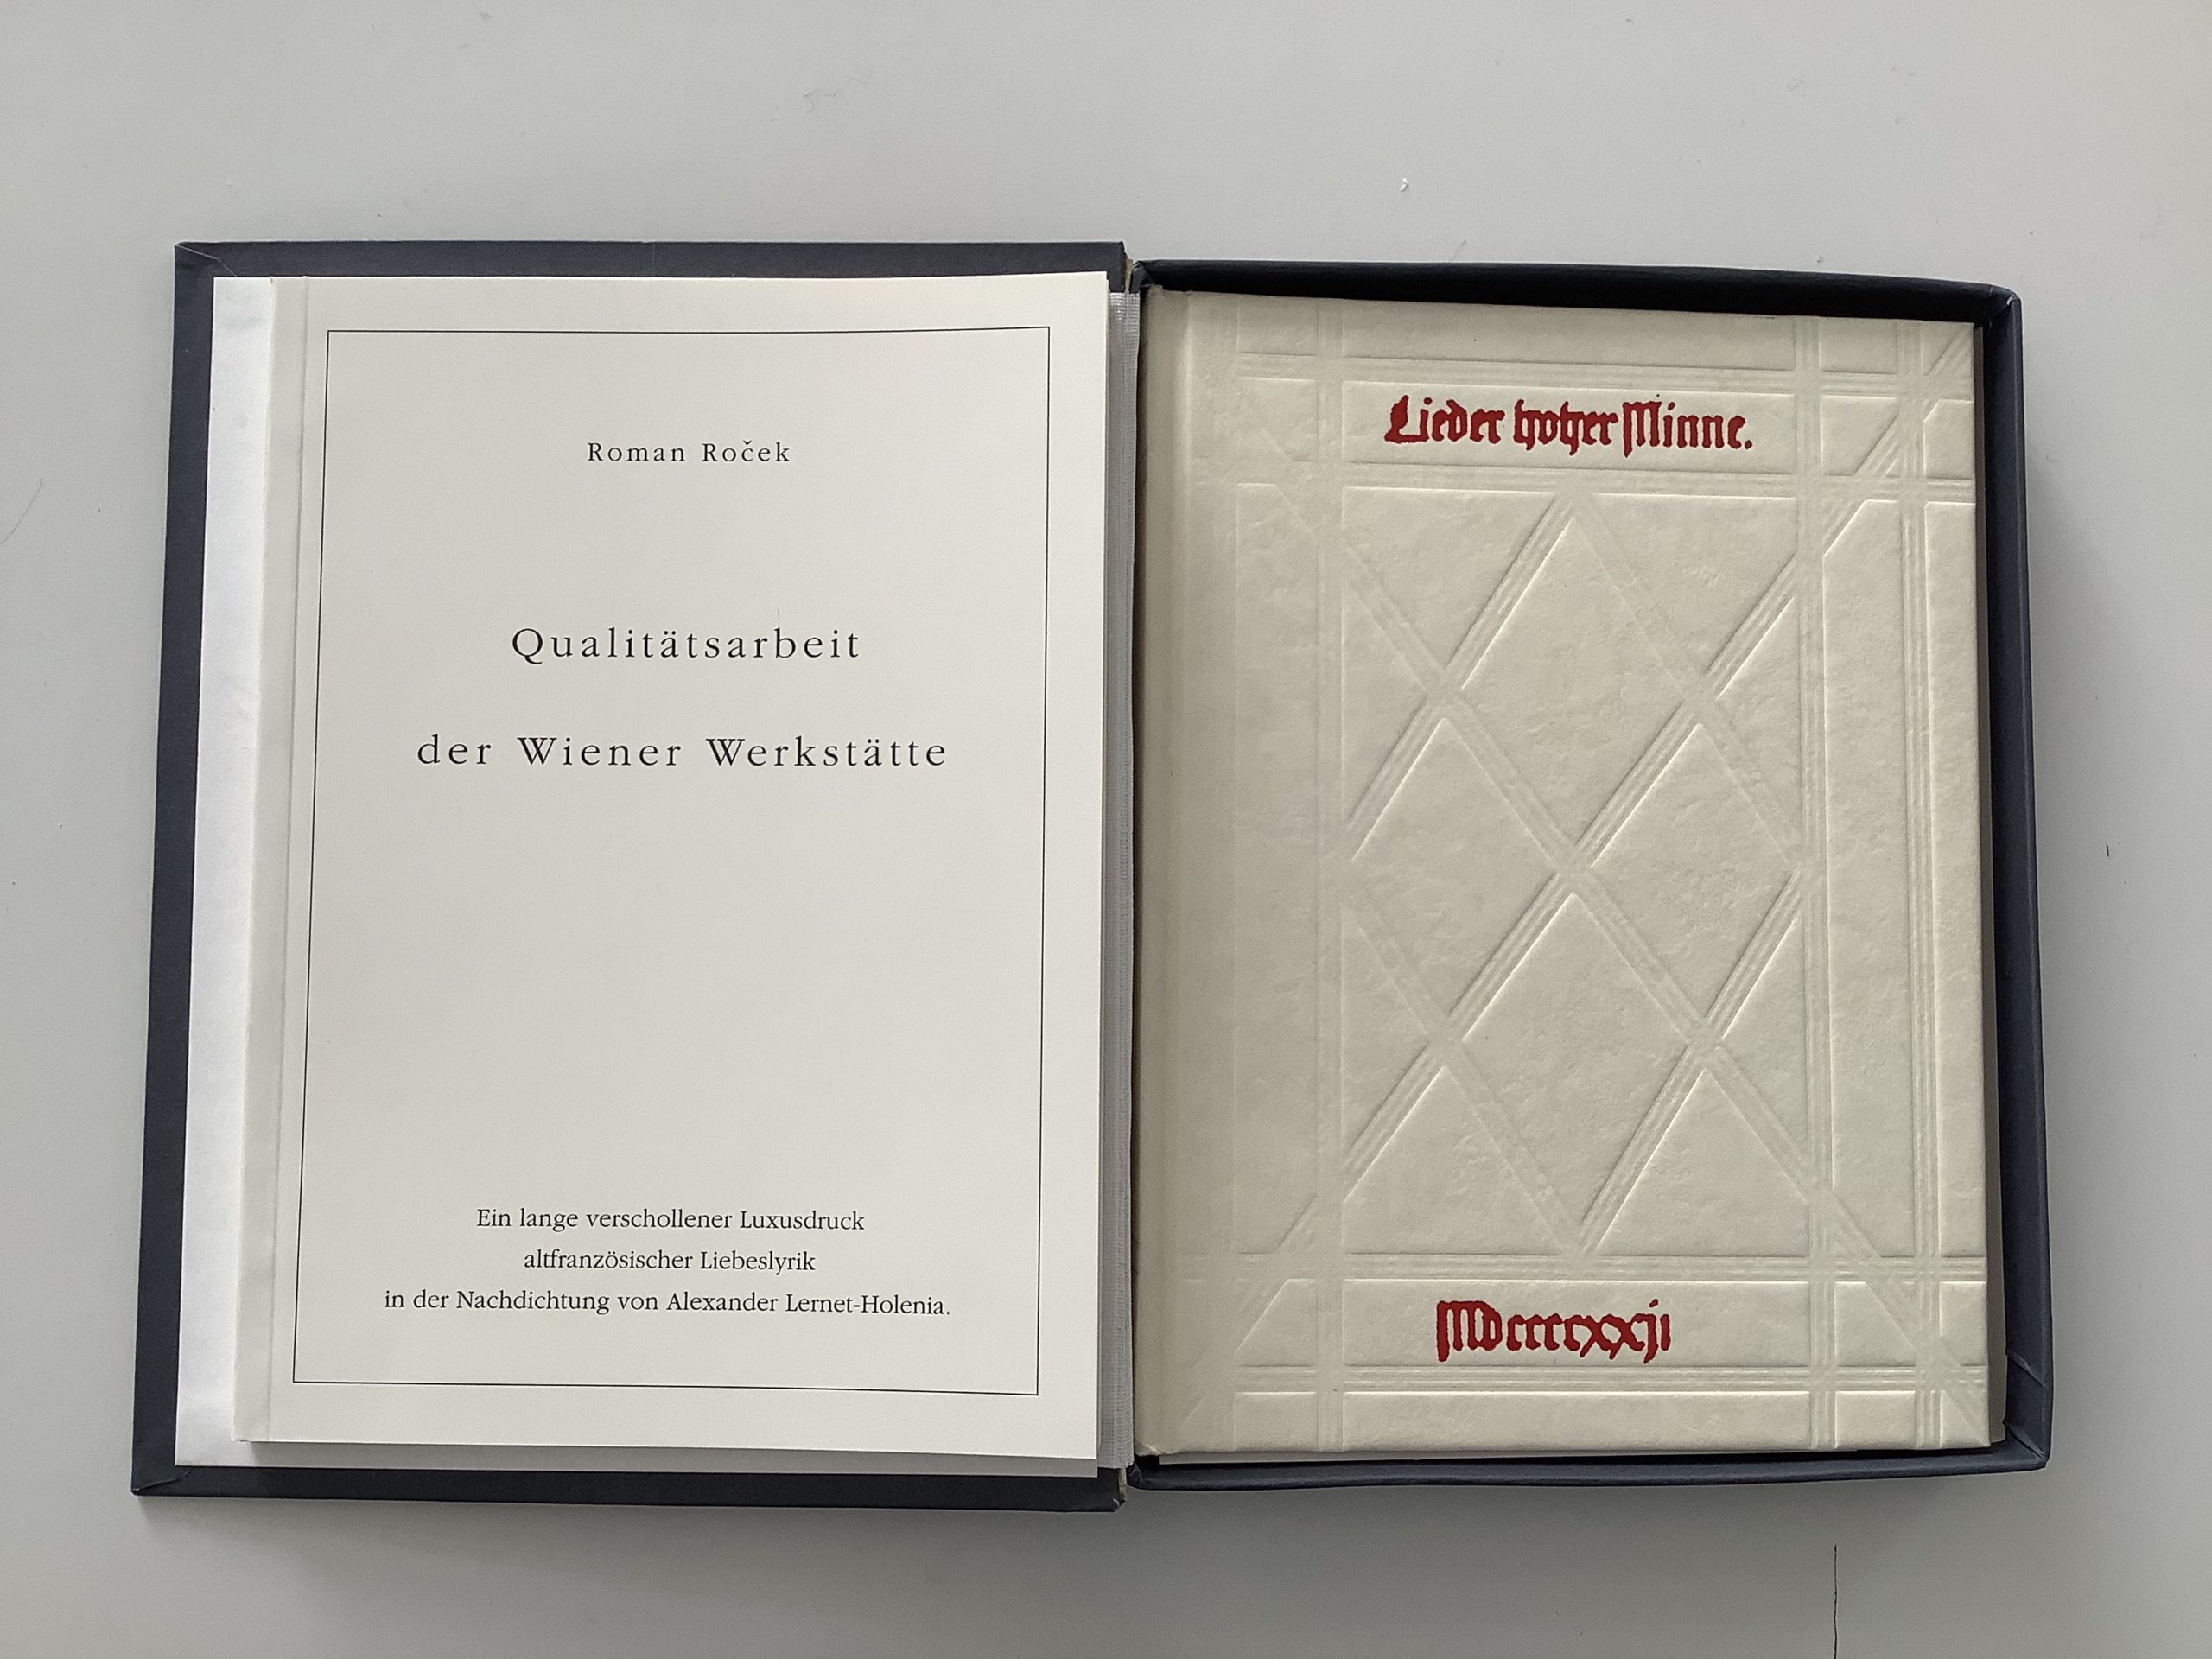 Roman Roček
Qualitätsarbeit
der Wiener Werkstätte
Ein lange verschollener Luxusdruck
altfranzösischer Liebeslyrik
in der Nachdichtung von Alexander Lernet-Holenia.
Lieder hoher Minne.
Mdccccxxji